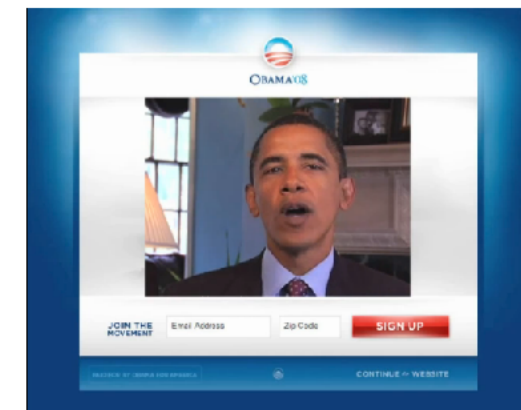 OBAMA'08
JOIN THE
MOVEMENT
Email Address
Zip Code
SIGN UP
CONTINUE TO WEBSITE